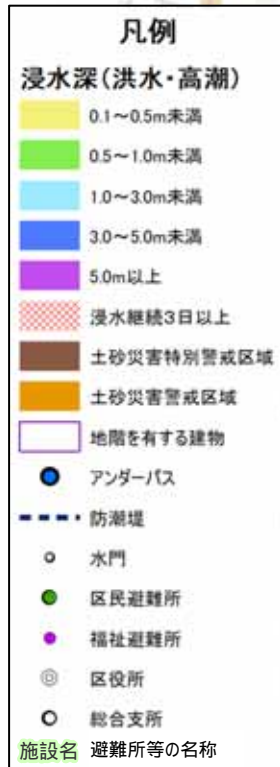 凡例
浸水深(洪水・高潮)
0.1～0.5m未満
0.5～1.0m未満
1.0～3.0m未満
3.0～5.0m未満
5.0m以上
浸水継続3日以上
土砂災害特別警戒区域
土砂災害警戒区域
地階を有する建物
アンダーパス
防潮堤
水門
区民避難所
福祉避難所
区役所
総合支所
施設名 避難所等の名称